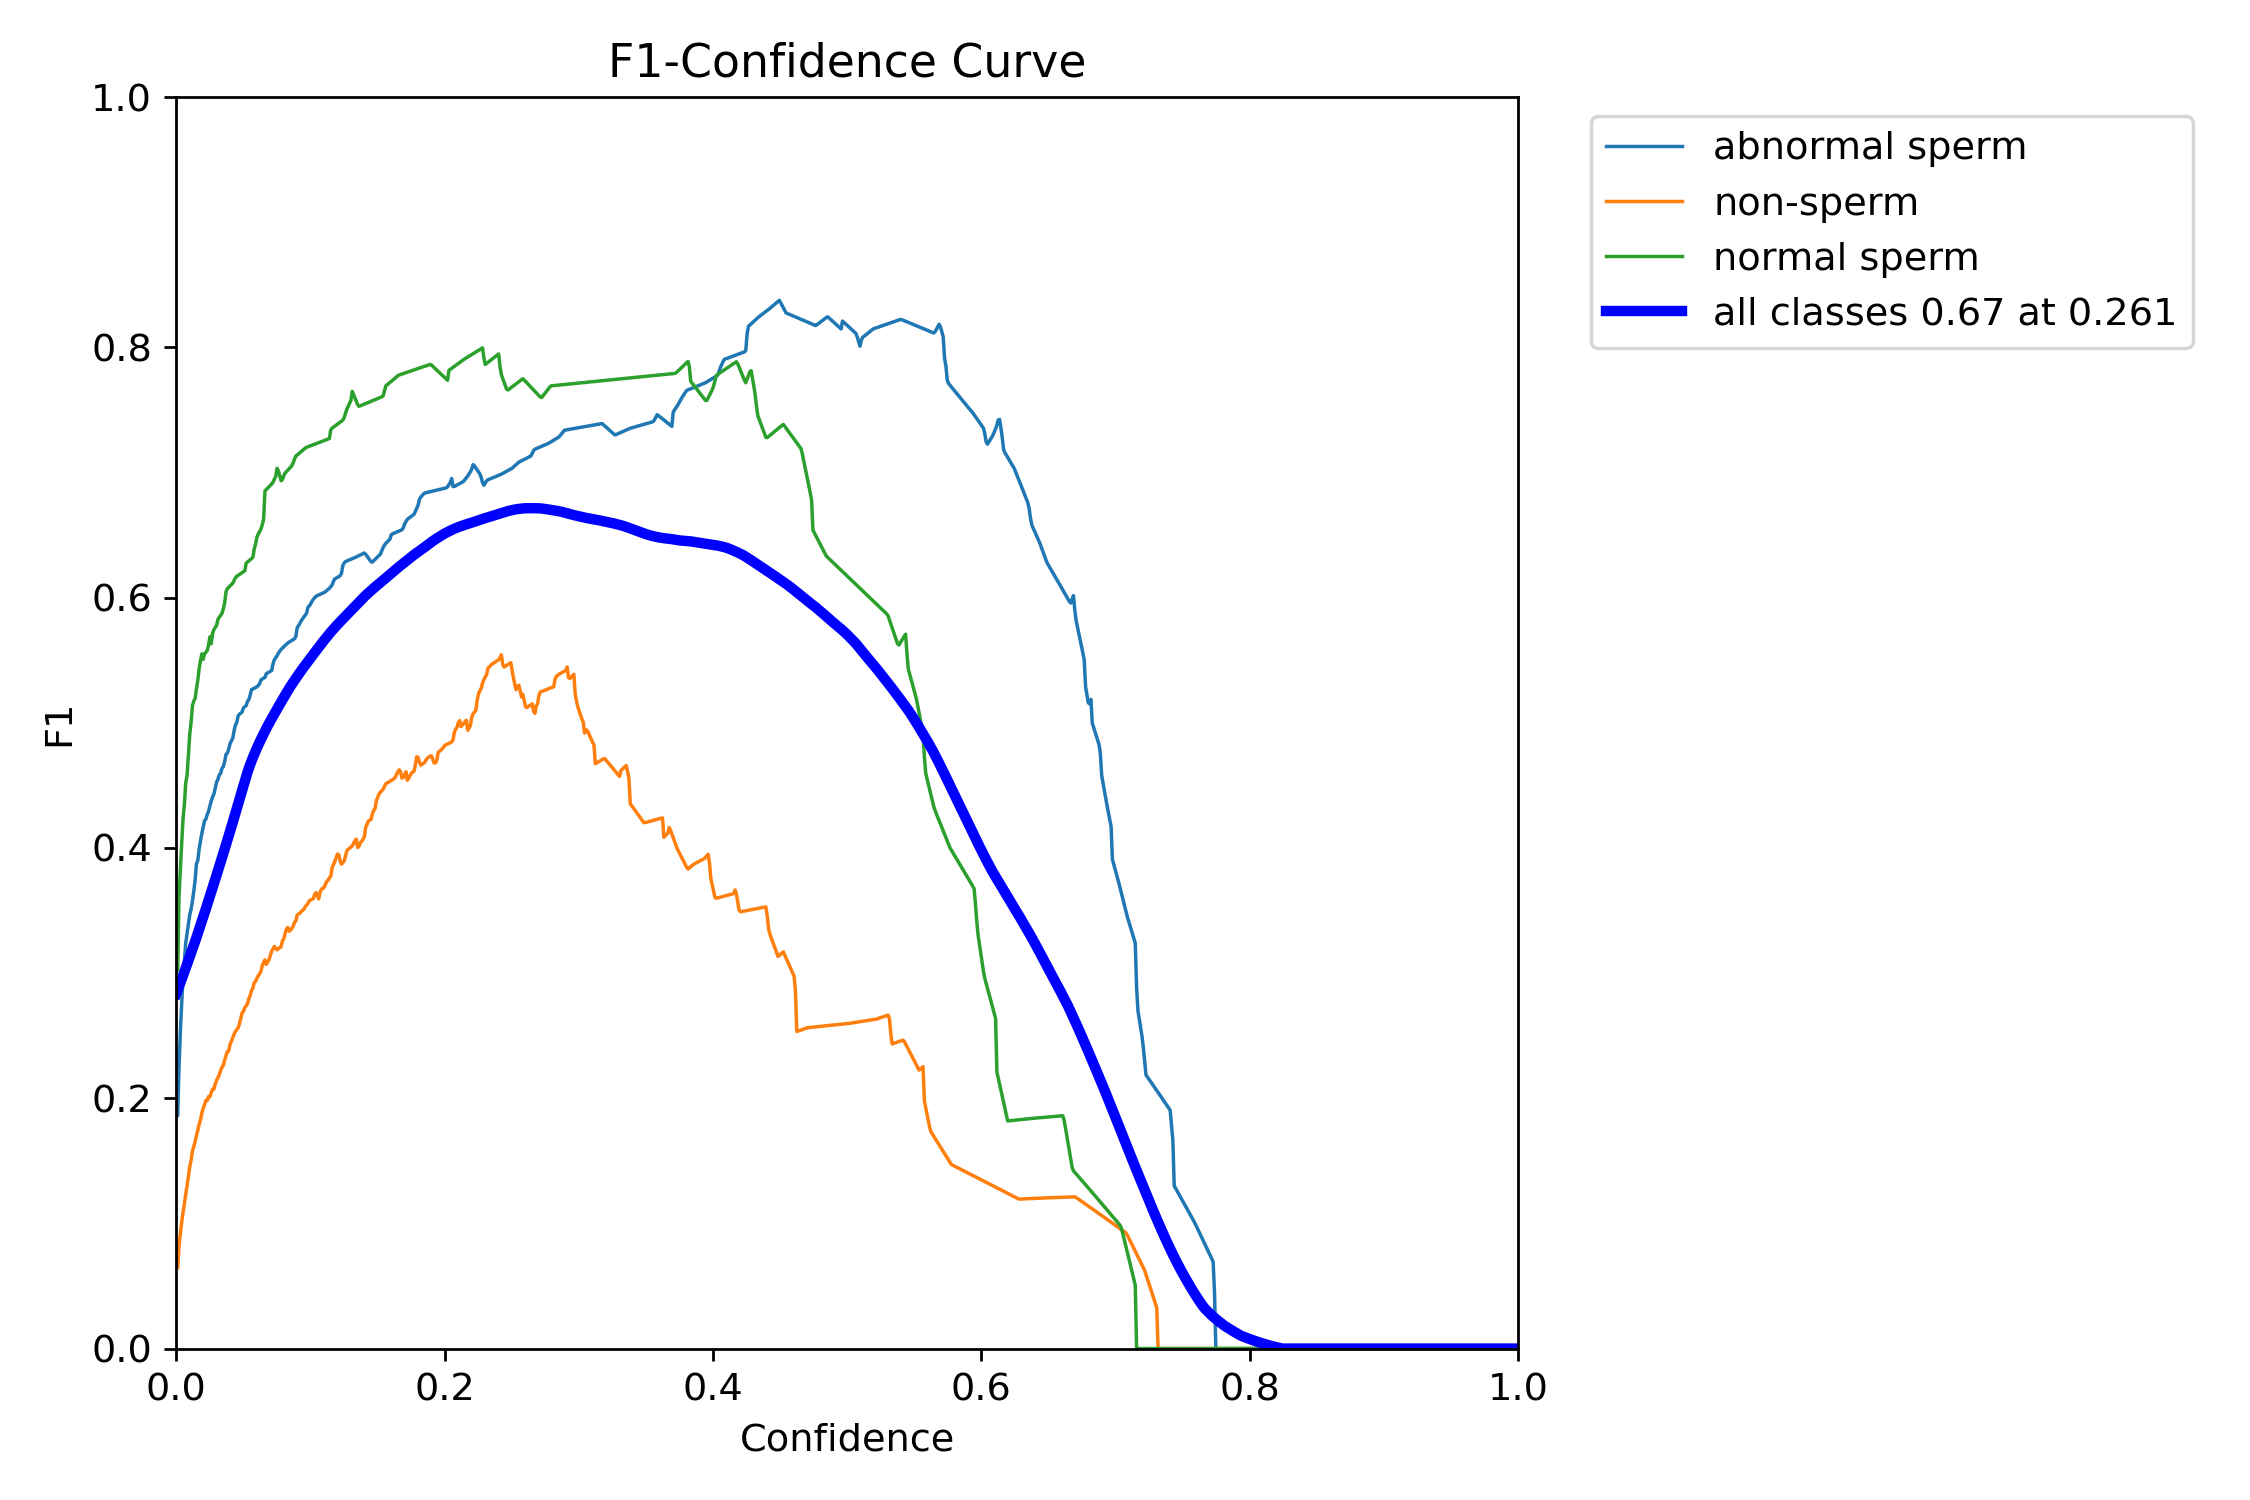 F1-Confidence Curve
1.0
0.8
0.6
0.4
0.2
0.0
F1
0.0 0.2 0.4 0.6 0.8 1.0
Confidence
abnormal sperm
non-sperm
normal sperm
all classes 0.67 at 0.261